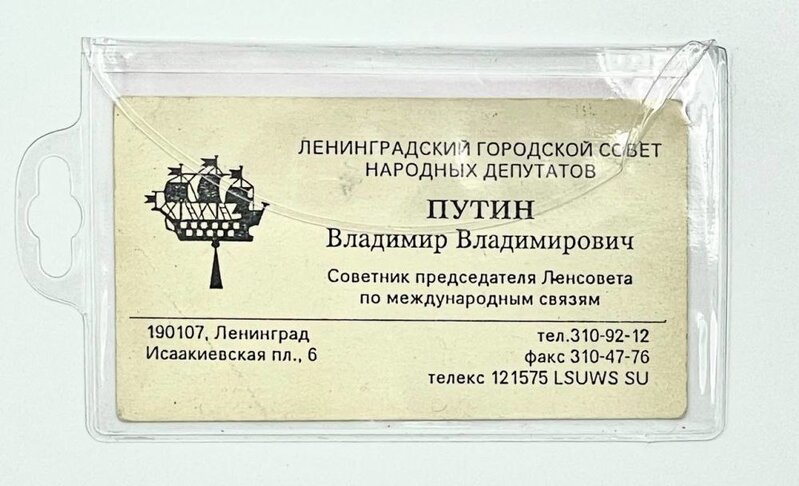 ЛЕНИНГРАДСКИЙ ГОРОДСКОЙ СОВЕТ
НАРОДНЫХ ДЕПУТАТОВ
ПУТИН
Владимир Владимирович
Советник председателя Ленсовета
по международным связям
190107, Ленинград
Исаакиевская пл., 6
тел.310-92-12
факс 310-47-76
телекс 121575 LSUWS SU